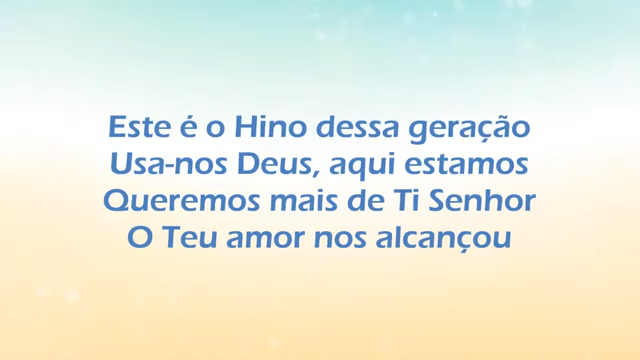 Este é o Hino dessa geração
Usa-nos Deus, aqui estamos
Queremos mais de Ti Senhor
O Teu amor nos alcançou